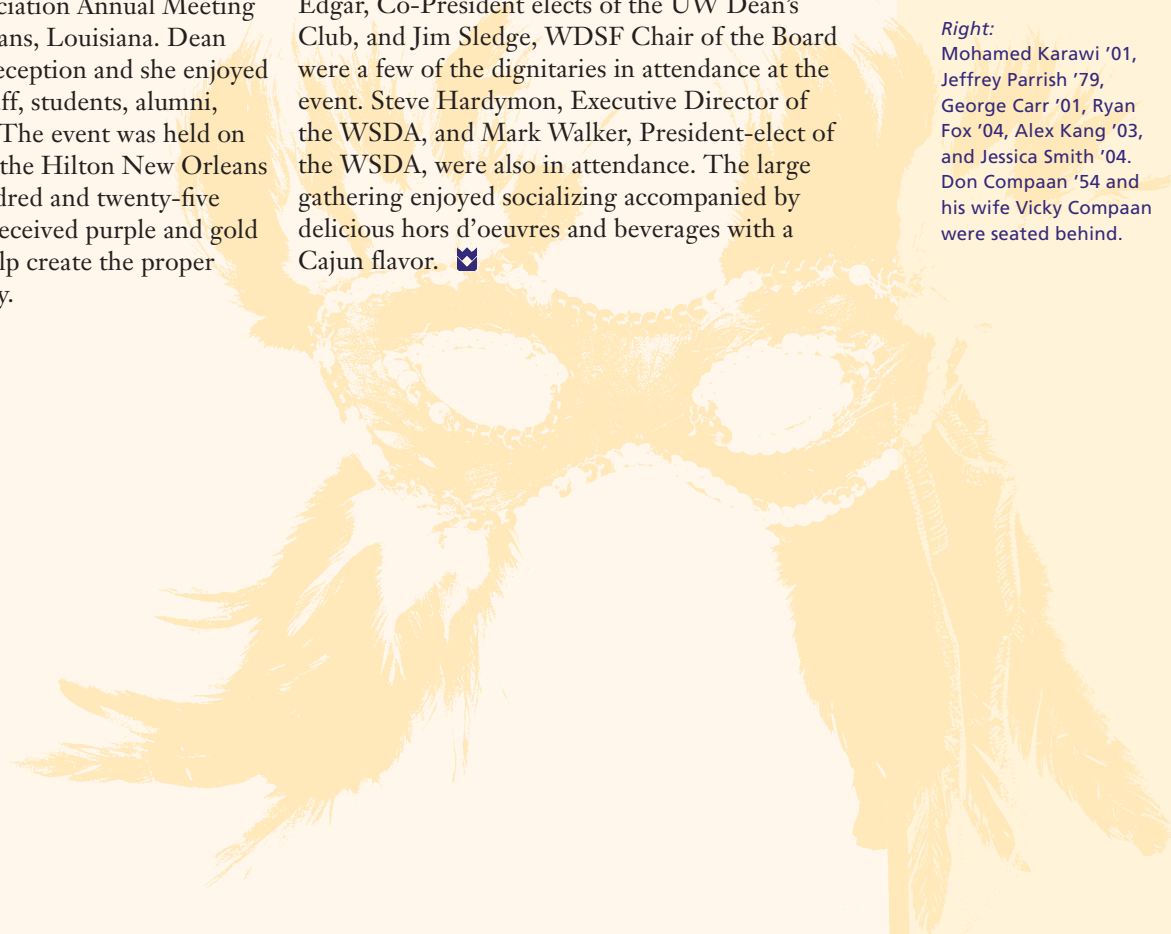 ciation Annual Meeting
ans, Louisiana. Dean
eception and she enjoyed
ff, students, alumni,
The event was held on
the Hilton New Orleans
dred and twenty-five
eceived purple and gold
lp create the proper
y.
Edgar, Co-President elects of the UW Dean’s
Club, and Jim Sledge, WDSF Chair of the Board
were a few of the dignitaries in attendance at the
event. Steve Hardymon, Executive Director of
the WSDA, and Mark Walker, President-elect of
the WSDA, were also in attendance. The large
gathering enjoyed socializing accompanied by
delicious hors d’oeuvres and beverages with a
Cajun flavor.
Right:
Mohamed Karawi ’01,
Jeffrey Parrish ’79,
George Carr ’01, Ryan
Fox ’04, Alex Kang ’03,
and Jessica Smith ’04.
Don Compaan ’54 and
his wife Vicky Compaan
were seated behind.